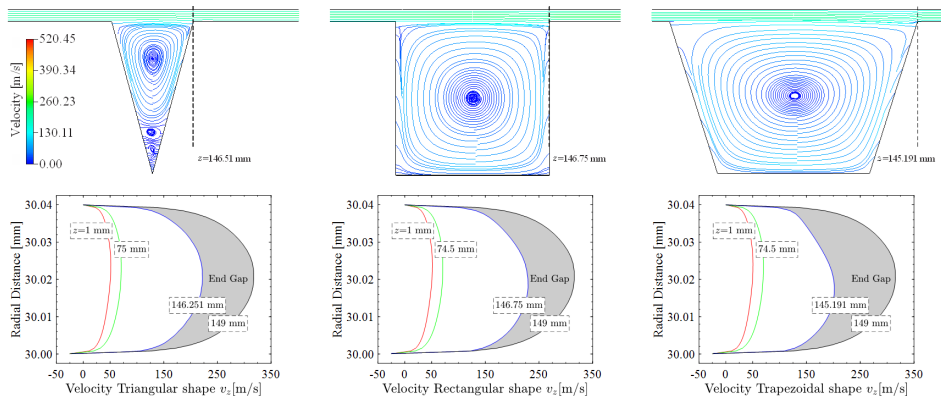 Velocity [m/s]
520.45
390.34
260.23
130.11
0.00
z=146.51 mm
z=146.75 mm
z=145.191 mm
Radial Distance [mm]
30.04
30.03
30.02
30.01
30.00
z=1 mm
75 mm
End Gap
146.251 mm
149 mm
-50 0 50 150 250 350
Velocity Triangular shape vz[m/s]
Radial Distance [mm]
30.04
30.03
30.02
30.01
30.00
z=1 mm
74.5 mm
End Gap
146.75 mm
149 mm
-50 0 50 150 250 350
Velocity Rectangular shape vz[m/s]
Radial Distance [mm]
30.04
30.03
30.02
30.01
30.00
z=1 mm
74.5 mm
End Gap
145.191 mm
149 mm
-50 0 50 150 250 350
Velocity Trapezoidal shape vz[m/s]